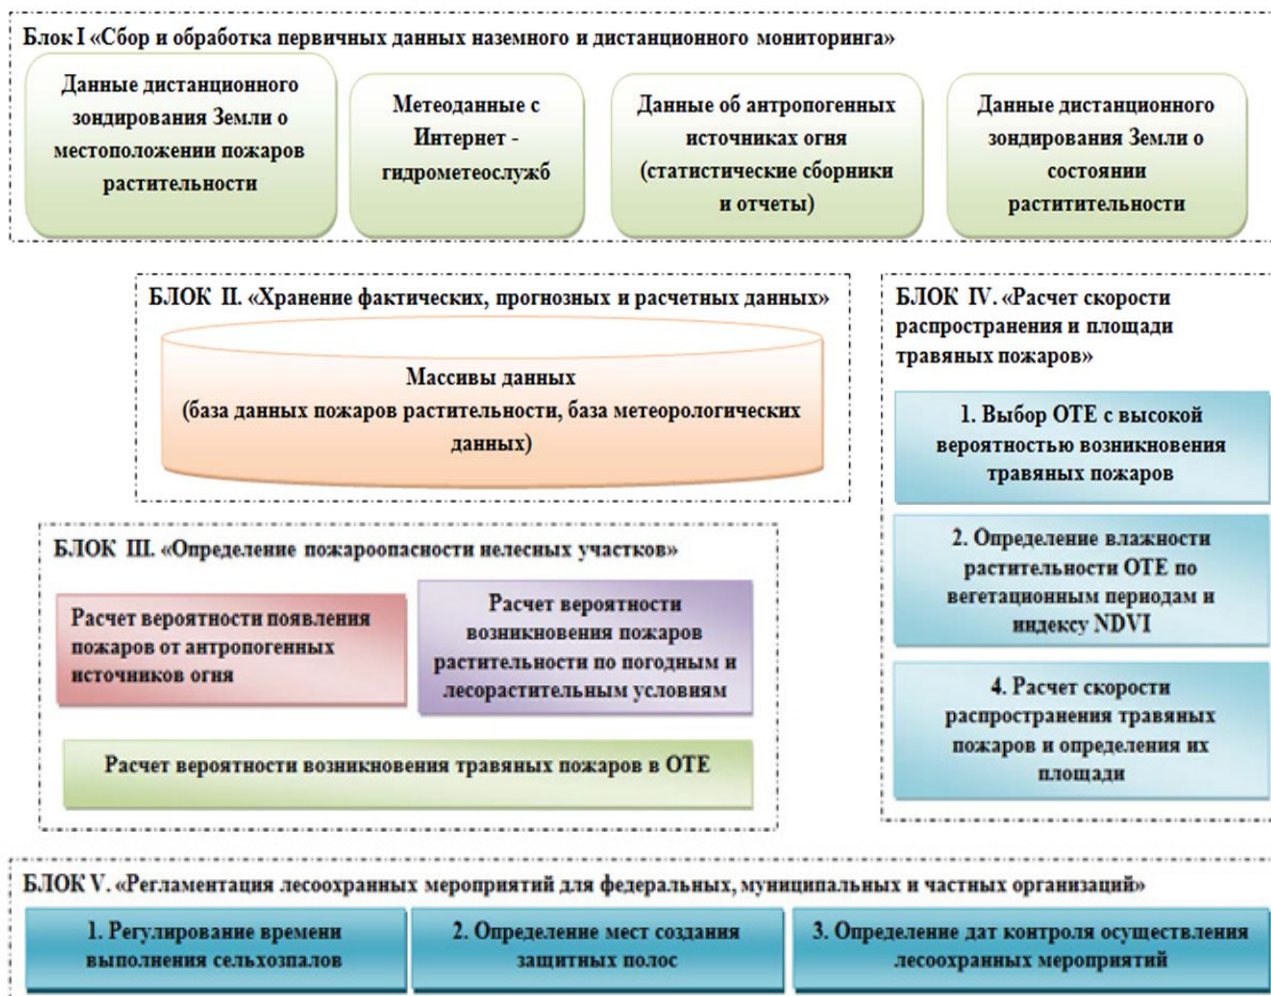 Блок I «Сбор и обработка первичных данных наземного и дистанционного мониторинга»
Данные дистанционного
зондирования Земли о
местоположении пожаров
растительности
Метеоданные с
Интернет -
гидрометеослужб
Данные об антропогенных
источниках огня
(статистические сборники
и отчеты)
Данные дистанционного
зондирования Земли о
состоянии
раститительности
БЛОК II. «Хранение фактических, прогнозных и расчетных данных»
Массивы данных
(база данных пожаров растительности, база метеорологических
данных)
БЛОК III. «Определение пожароопасности нелесных участков»
Расчет вероятности появления
пожаров от антропогенных
источников огня
Расчет вероятности
возникновения пожаров
растительности по погодным и
лесорастительным условиям
Расчет вероятности возникновения травяных пожаров в ОТЕ
БЛОК IV. «Расчет скорости
распространения и площади
травяных пожаров»
1. Выбор ОТЕ с высокой
вероятностью возникновения
травяных пожаров
2. Определение влажности
растительности ОТЕ по
вегетационным периодам и
индексу NDVI
4. Расчет скорости
распространения травяных
пожаров и определения их
площади
БЛОК V. «Регламентация лесоохранных мероприятий для федеральных, муниципальных и частных организаций»
1. Регулирование времени
выполнения сельхозпалов
2. Определение мест создания
защитных полос
3. Определение дат контроля осуществления
лесоохранных мероприятий